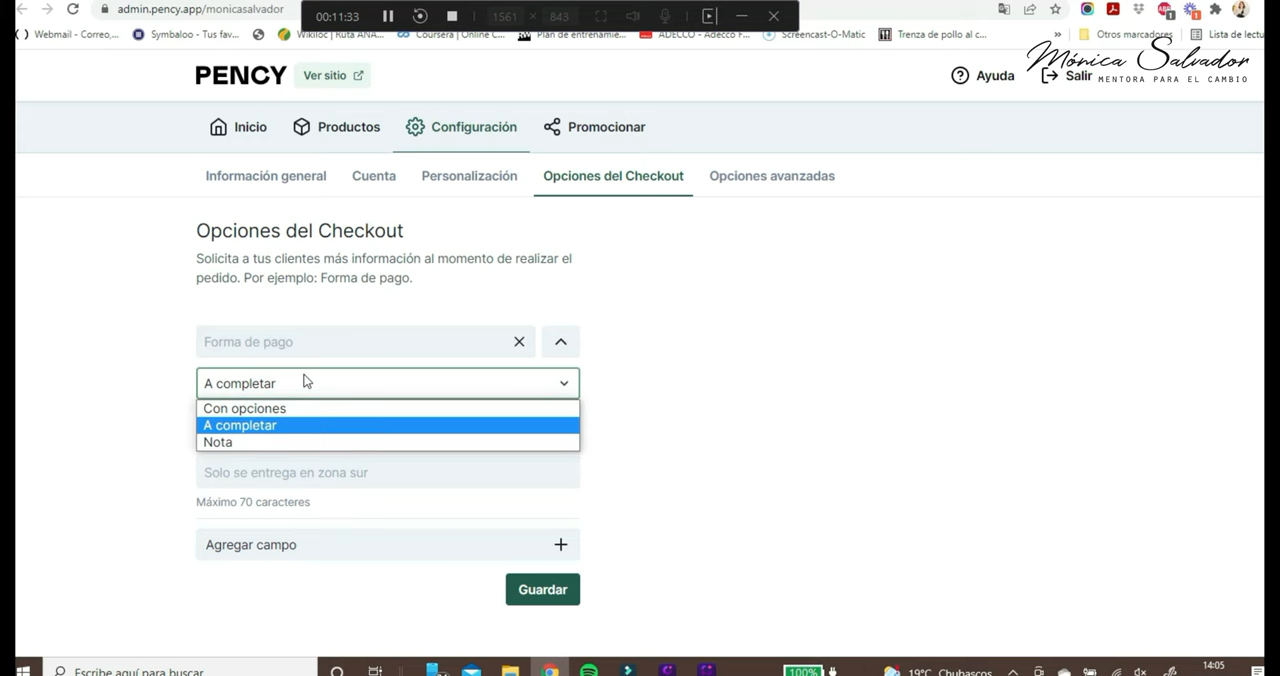 admin.pency.app/monicasalvador
00:11:33
1561 × 843
Webmail - Correo,...
Symbaloo - Tus fav...
Wikiloc | Ruta ANA...
Coursera | Online C...
Plan de entrenamie...
ADECCO - Adecco F...
Screencast-O-Matic
Trenza de pollo al c...
»
Otros marcadores
Lista de lectu
Mónica Salvador
MENTORA PARA EL CAMBIO
PENCY
Ver sitio
Ayuda
Salir
Inicio
Productos
Configuración
Promocionar
Información general
Cuenta
Personalización
Opciones del Checkout
Opciones avanzadas
Opciones del Checkout
Solicita a tus clientes más información al momento de realizar el
pedido. Por ejemplo: Forma de pago.
Forma de pago
A completar
Con opciones
A completar
Nota
Solo se entrega en zona sur
Máximo 70 caracteres
Agregar campo
Guardar
Escribe aquí para buscar
100%
19°C Chubascos
14:05